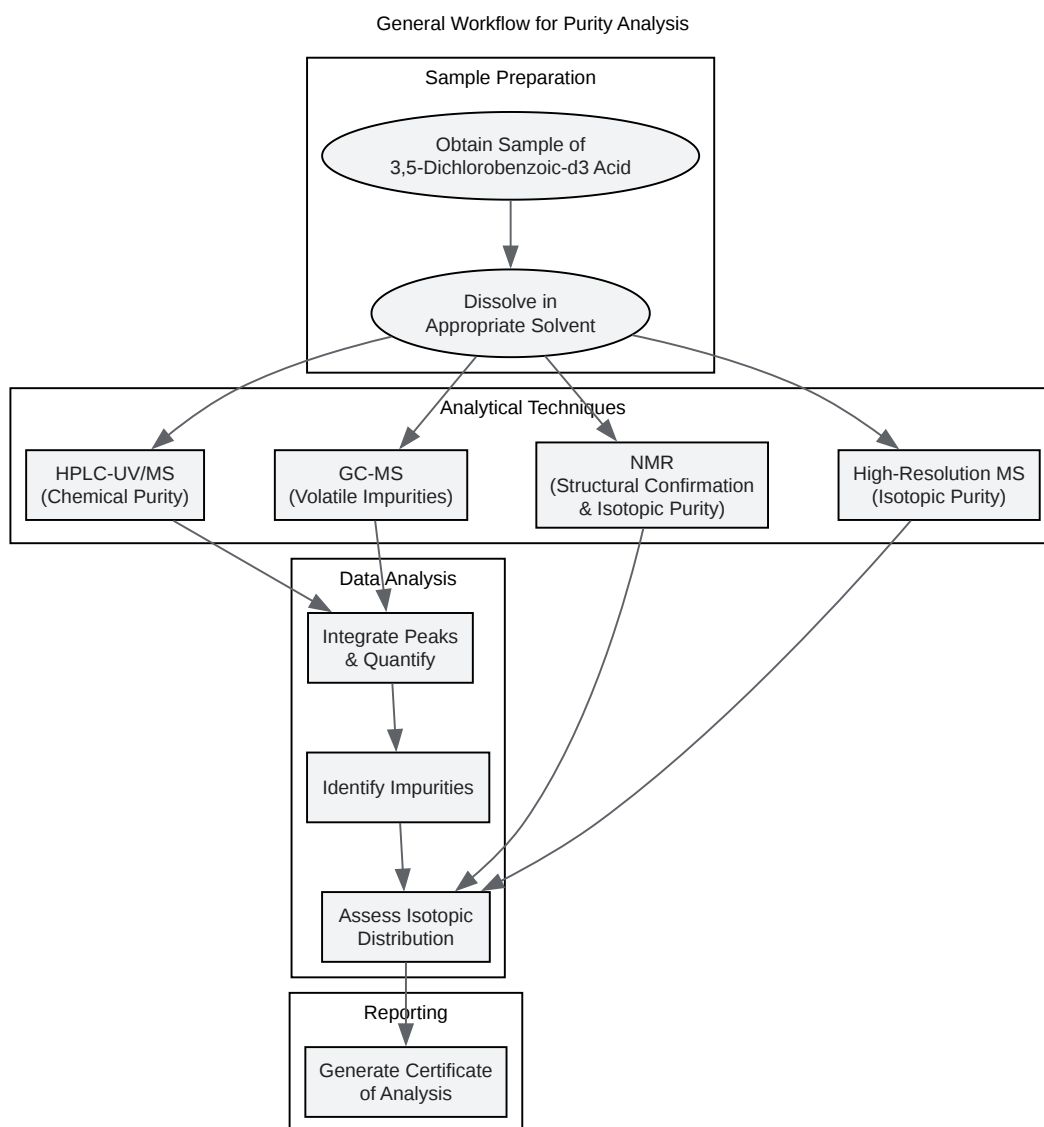 General Workflow for Purity Analysis
Sample Preparation
Obtain Sample of
3,5-Dichlorobenzoic-d3 Acid
Dissolve in
Appropriate Solvent
Analytical Techniques
HPLC-UV/MS
(Chemical Purity)
GC-MS
(Volatile Impurities)
NMR
(Structural Confirmation
& Isotopic Purity)
High-Resolution MS
(Isotopic Purity)
Data Analysis
Integrate Peaks
& Quantify
Identify Impurities
Assess Isotopic
Distribution
Reporting
Generate Certificate
of Analysis